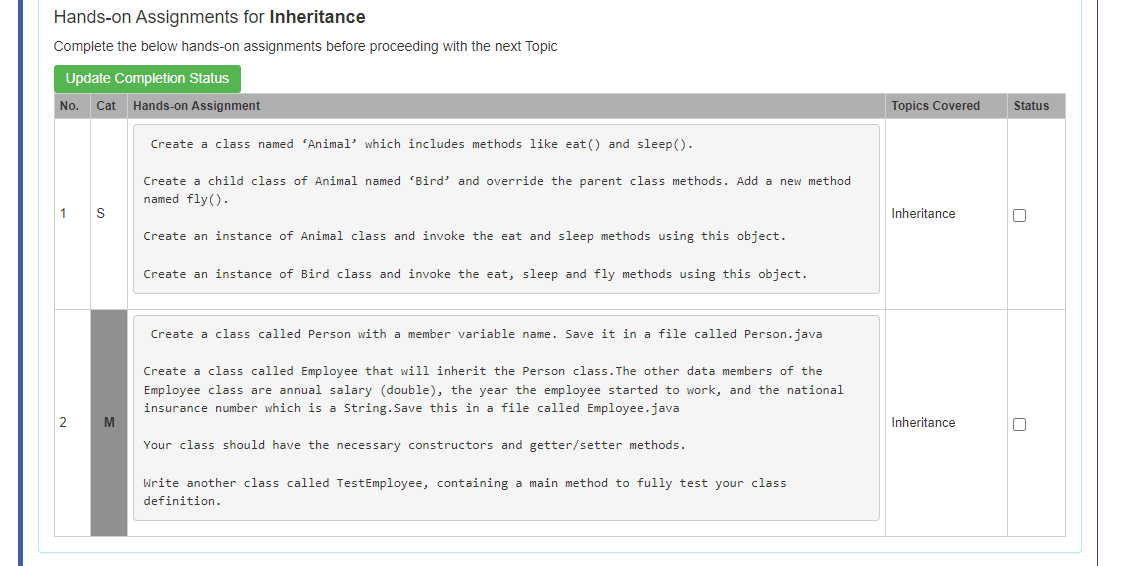 Hands-on Assignments for Inheritance
Complete the below hands-on assignments before proceeding with the next Topic
Update Completion Status
No. Cat Hands-on Assignment Topics Covered Status
1 S
Create a class named ‘Animal’ which includes methods like eat() and sleep().
Create a child class of Animal named ‘Bird’ and override the parent class methods. Add a new method
named fly().
Create an instance of Animal class and invoke the eat and sleep methods using this object.
Create an instance of Bird class and invoke the eat, sleep and fly methods using this object.
Inheritance
2 M
Create a class called Person with a member variable name. Save it in a file called Person.java
Create a class called Employee that will inherit the Person class.The other data members of the
Employee class are annual salary (double), the year the employee started to work, and the national
insurance number which is a String.Save this in a file called Employee.java
Your class should have the necessary constructors and getter/setter methods.
Write another class called TestEmployee, containing a main method to fully test your class
definition.
Inheritance